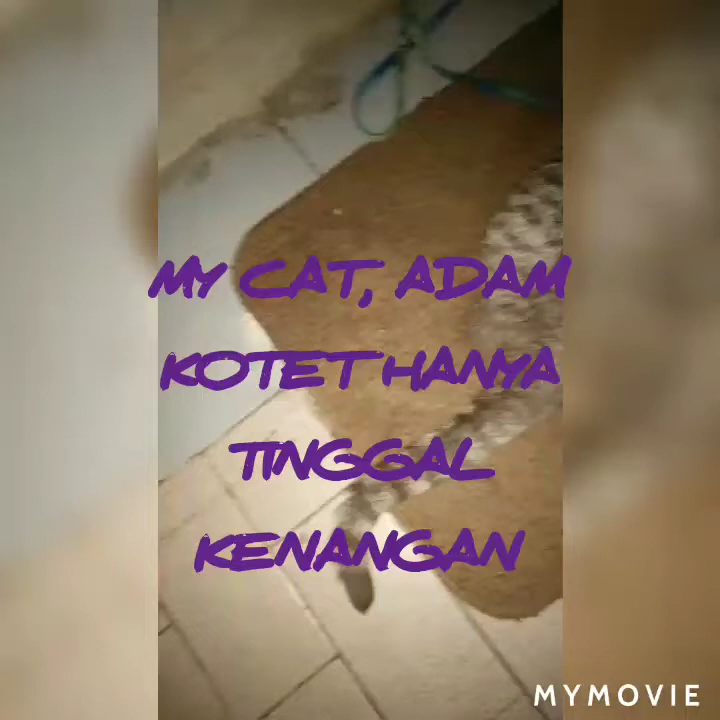 MY CAT, ADAM
KOTET HANYA
TINGGAL
KENANGAN
MYMOVIE